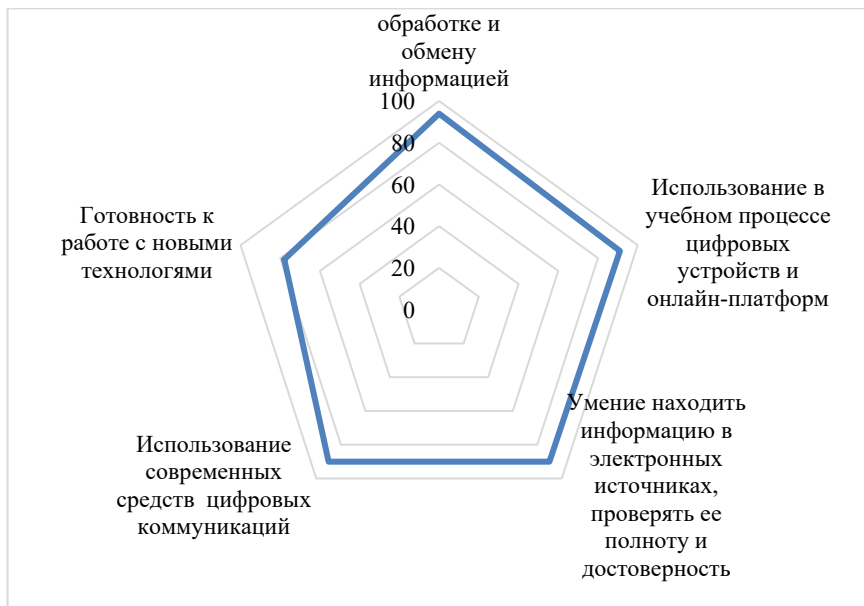 обработке и
обмену
информацией
100
80
60
40
20
0
Использование в
учебном процессе
цифровых
устройств и
онлайн-платформ
Умение находить
информацию в
электронных
источниках,
проверять ее
полноту и
достоверность
Использование
современных
средств цифровых
коммуникаций
Готовность к
работе с новыми
технологями